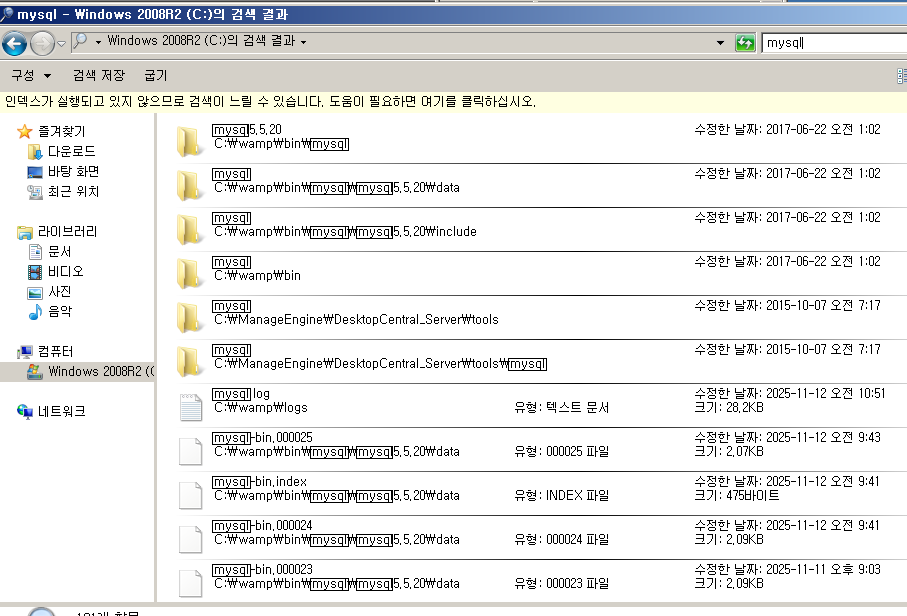 mysql - Windows 2008R2 (C:)의 검색 결과
Windows 2008R2 (C:)의 검색 결과
mysql
구성 검색 저장 굽기
인덱스가 실행되고 있지 않으므로 검색이 느릴 수 있습니다. 도움이 필요하면 여기를 클릭하십시오.
즐겨찾기
다운로드
바탕 화면
최근 위치
라이브러리
문서
비디오
사진
음악
컴퓨터
Windows 2008R2 (C
네트워크
mysql5.5.20 수정한 날짜: 2017-06-22 오전 1:02
C:₩wamp₩bin₩mysql
mysql 수정한 날짜: 2017-06-22 오전 1:02
C:₩wamp₩bin₩mysql₩mysql5.5.20₩data
mysql 수정한 날짜: 2017-06-22 오전 1:02
C:₩wamp₩bin₩mysql₩mysql5.5.20₩include
mysql 수정한 날짜: 2017-06-22 오전 1:02
C:₩wamp₩bin
mysql 수정한 날짜: 2015-10-07 오전 7:17
C:₩ManageEngine₩DesktopCentral_Server₩tools
mysql 수정한 날짜: 2015-10-07 오전 7:17
C:₩ManageEngine₩DesktopCentral_Server₩tools₩mysql
mysql.log 수정한 날짜: 2025-11-12 오전 10:51
C:₩wamp₩logs 유형: 텍스트 문서 크기: 28.2KB
mysql-bin.000025 수정한 날짜: 2025-11-12 오전 9:43
C:₩wamp₩bin₩mysql₩mysql5.5.20₩data 유형: 000025 파일 크기: 2.07KB
mysql-bin.index 수정한 날짜: 2025-11-12 오전 9:41
C:₩wamp₩bin₩mysql₩mysql5.5.20₩data 유형: INDEX 파일 크기: 475바이트
mysql-bin.000024 수정한 날짜: 2025-11-12 오전 9:41
C:₩wamp₩bin₩mysql₩mysql5.5.20₩data 유형: 000024 파일 크기: 2.09KB
mysql-bin.000023 수정한 날짜: 2025-11-11 오후 9:03
C:₩wamp₩bin₩mysql₩mysql5.5.20₩data 유형: 000023 파일 크기: 2.09KB